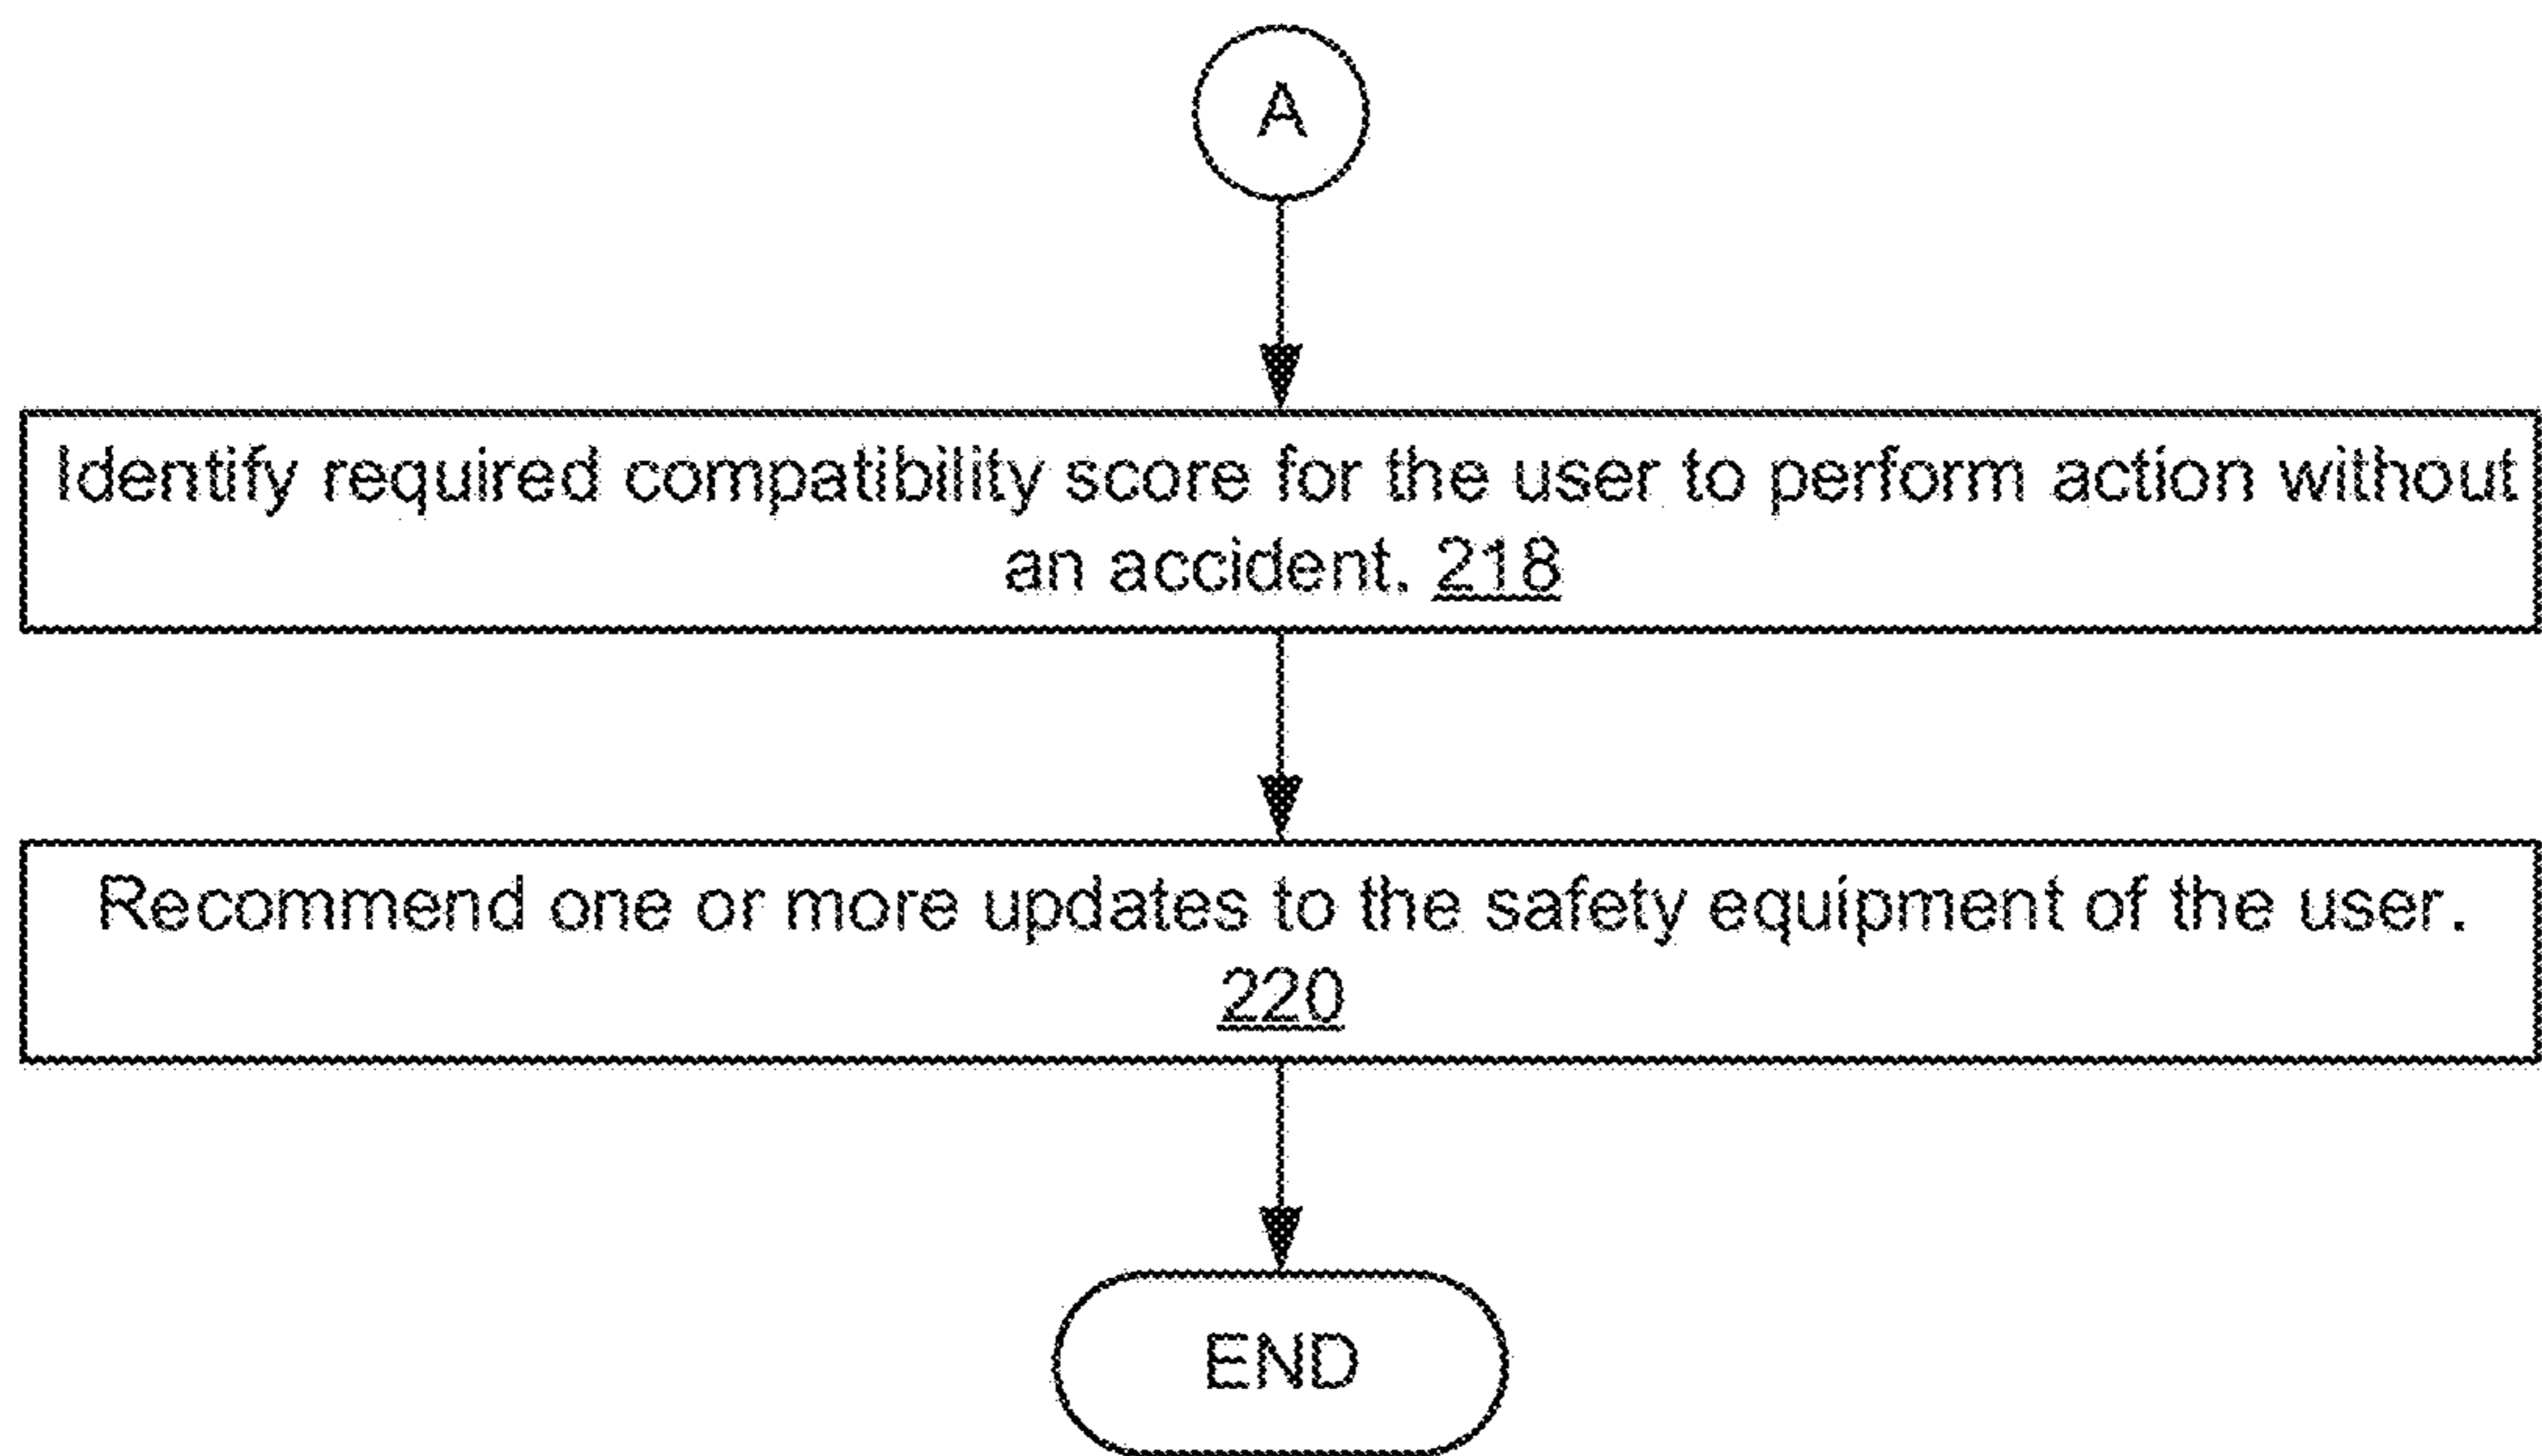 A
Identify required compatibility score for the user to perform action without
an accident. 218
Recommend one or more updates to the safety equipment of the user.
220
END